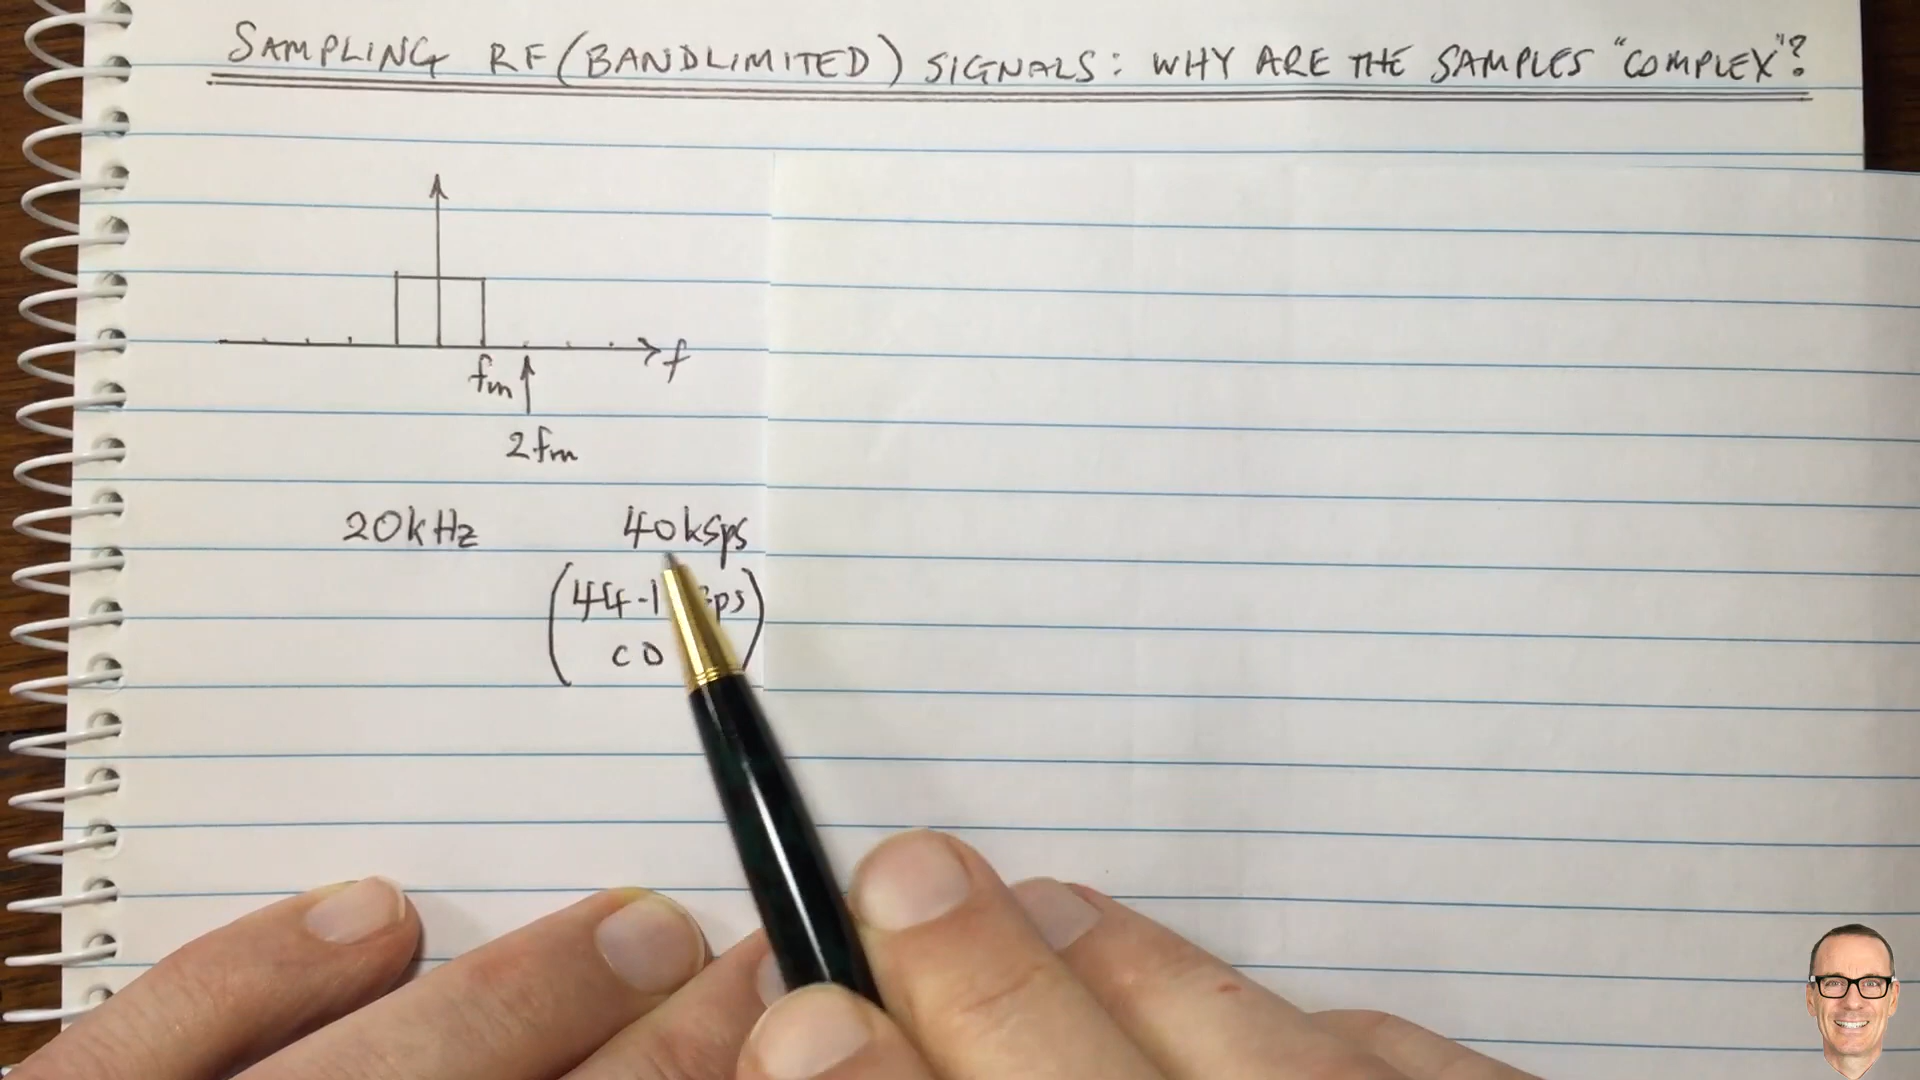 SAMPLING RF (BANDLIMITED) SIGNALS: WHY ARE THE SAMPLES "COMPLEX"?
f
fm
2fm
20kHz 40ksps
CD